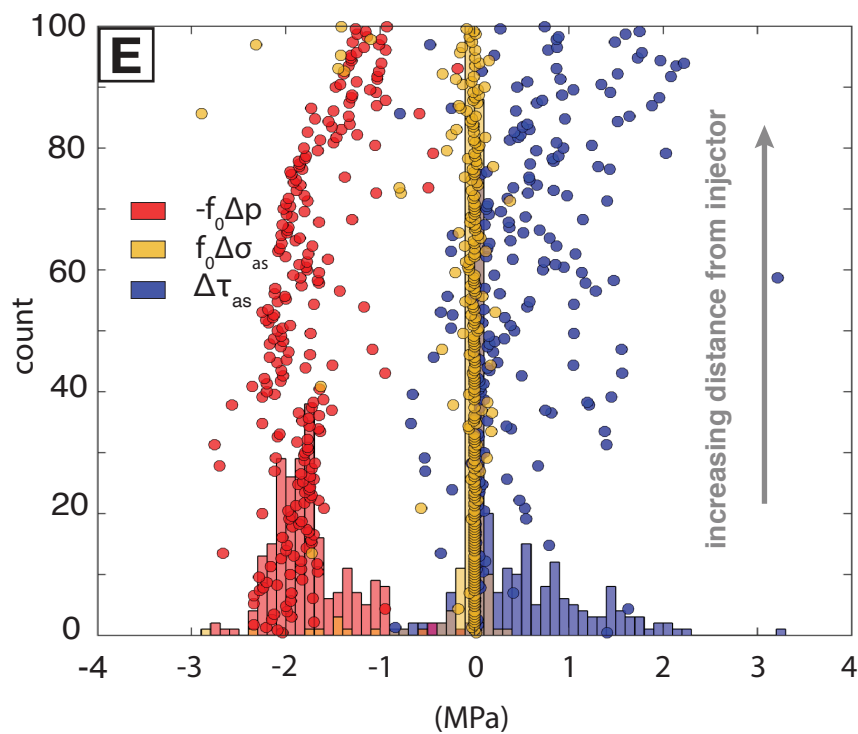 E
100
80
60
40
20
0
count
-f₀Δp
f₀Δσas
Δτas
increasing distance from injector
-4
-3
-2
-1
0
1
2
3
4
(MPa)